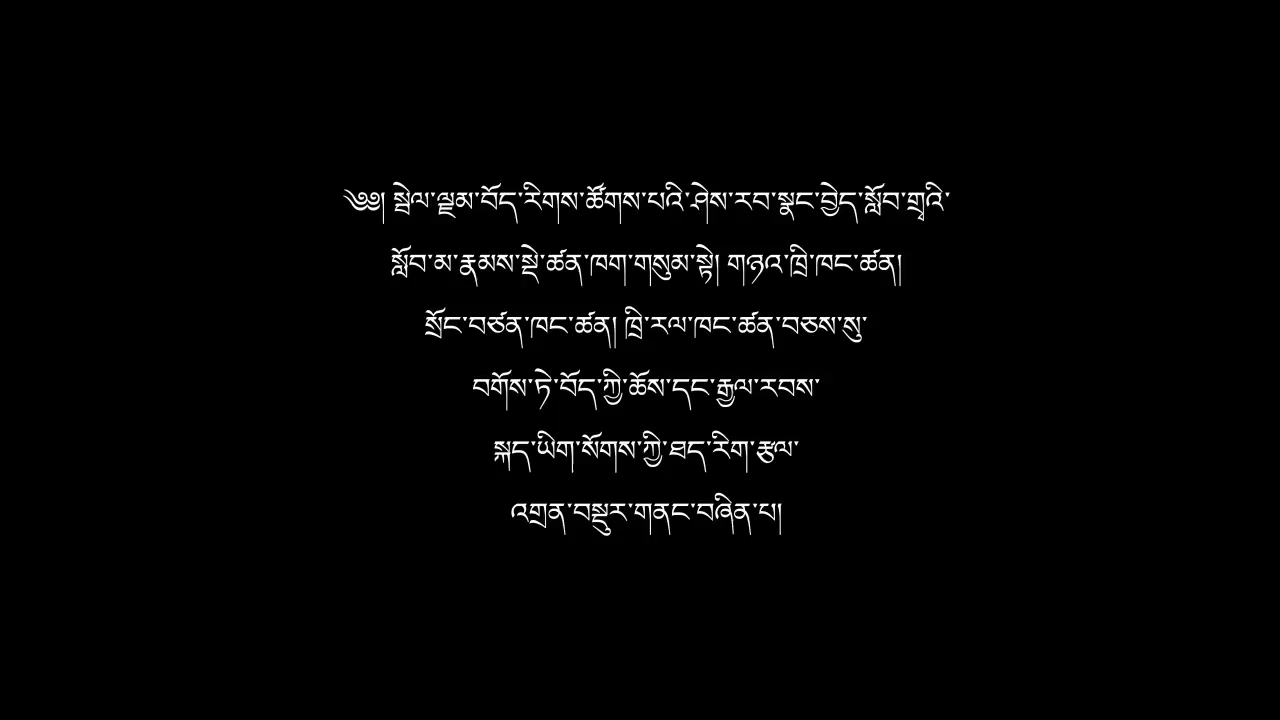 ༄༅། སྦེལ་ལྗམ་བོད་རིགས་ཚོགས་པའི་ཤེས་རབ་སྣང་བྱེད་སློབ་གྲྭའི་
སློབ་མ་རྣམས་སྡེ་ཚན་ཁག་གསུམ་སྟེ། གཉའ་ཁྲི་ཁང་ཚན།
སྲོང་བཙན་ཁང་ཚན། ཁྲི་རལ་ཁང་ཚན་བཅས་སུ་
བགོས་ཏེ་བོད་ཀྱི་ཆོས་དང་རྒྱལ་རབས་
སྐད་ཡིག་སོགས་ཀྱི་ཐད་རིག་རྩལ་
འགྲན་བསྡུར་གནང་བཞིན་པ།